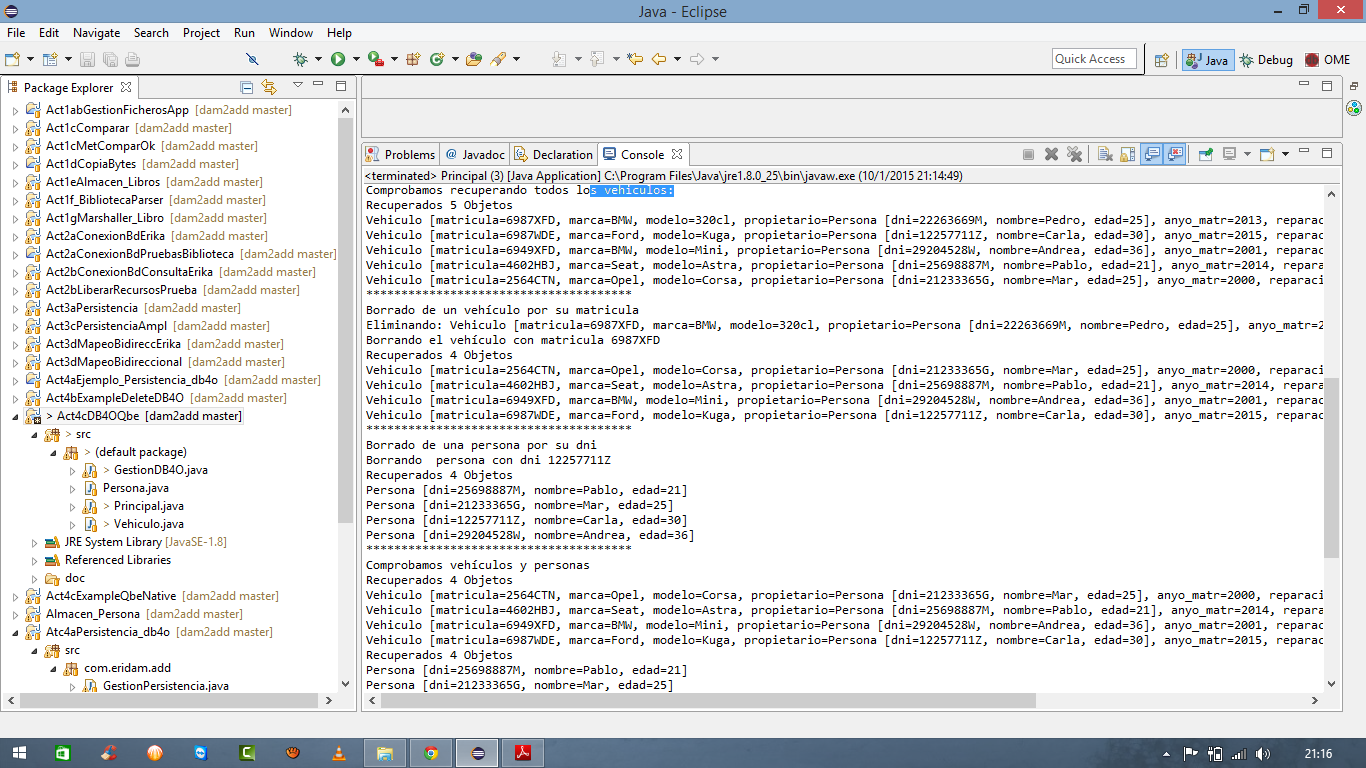 Java - Eclipse
File Edit Navigate Search Project Run Window Help
Quick Access
Java
Debug
OME
Package Explorer
Act1abGestionFicherosApp [dam2add master]
Act1cComparar [dam2add master]
Act1cMetComparOk [dam2add master]
Act1dCopiaBytes [dam2add master]
Act1eAlmacen_Libros [dam2add master]
Act1f_BibliotecaParser [dam2add master]
Act1gMarshaller_Libro [dam2add master]
Act2aConexionBdErika [dam2add master]
Act2aConexionBdPruebasBiblioteca [dam2add master]
Act2bConexionBdConsultaErika [dam2add master]
Act2bLiberarRecursosPrueba [dam2add master]
Act3aPersistencia [dam2add master]
Act3cPersistenciaAmpl [dam2add master]
Act3dMapeoBidireccErika [dam2add master]
Act3dMapeoBidireccional [dam2add master]
Act4aEjemplo_Persistencia_db4o [dam2add master]
Act4bExampleDeleteDB4O [dam2add master]
> Act4cDB4OQbe [dam2add master]
> src
> (default package)
> GestionDB4O.java
Persona.java
> Principal.java
> Vehiculo.java
JRE System Library [JavaSE-1.8]
Referenced Libraries
doc
Act4cExampleQbeNative [dam2add master]
Almacen_Persona [dam2add master]
Atc4aPersistencia_db4o [dam2add master]
src
com.eridam.add
GestionPersistencia.java
Problems @ Javadoc Declaration Console
<terminated> Principal (3) [Java Application] C:\Program Files\Java\jre1.8.0_25\bin\javaw.exe (10/1/2015 21:14:49)
Comprobamos recuperando todos los vehiculos:
Recuperados 5 Objetos
Vehiculo [matricula=6987XFD, marca=BMW, modelo=320cl, propietario=Persona [dni=22263669M, nombre=Pedro, edad=25], anyo_matr=2013, reparac
Vehiculo [matricula=6987WDE, marca=Ford, modelo=Kuga, propietario=Persona [dni=12257711Z, nombre=Carla, edad=30], anyo_matr=2015, reparac
Vehiculo [matricula=6949XFD, marca=BMW, modelo=Mini, propietario=Persona [dni=29204528W, nombre=Andrea, edad=36], anyo_matr=2001, reparac
Vehiculo [matricula=4602HBJ, marca=Seat, modelo=Astra, propietario=Persona [dni=25698887M, nombre=Pablo, edad=21], anyo_matr=2014, reparac
Vehiculo [matricula=2564CTN, marca=Opel, modelo=Corsa, propietario=Persona [dni=21233365G, nombre=Mar, edad=25], anyo_matr=2000, reparaci
**************************************
Borrado de un vehículo por su matricula
Eliminando: Vehiculo [matricula=6987XFD, marca=BMW, modelo=320cl, propietario=Persona [dni=22263669M, nombre=Pedro, edad=25], anyo_matr=2
Borrando el vehículo con matricula 6987XFD
Recuperados 4 Objetos
Vehiculo [matricula=2564CTN, marca=Opel, modelo=Corsa, propietario=Persona [dni=21233365G, nombre=Mar, edad=25], anyo_matr=2000, reparaci
Vehiculo [matricula=4602HBJ, marca=Seat, modelo=Astra, propietario=Persona [dni=25698887M, nombre=Pablo, edad=21], anyo_matr=2014, reparac
Vehiculo [matricula=6949XFD, marca=BMW, modelo=Mini, propietario=Persona [dni=29204528W, nombre=Andrea, edad=36], anyo_matr=2001, reparac
Vehiculo [matricula=6987WDE, marca=Ford, modelo=Kuga, propietario=Persona [dni=12257711Z, nombre=Carla, edad=30], anyo_matr=2015, reparac
**************************************
Borrado de una persona por su dni
Borrando  persona con dni 12257711Z
Recuperados 4 Objetos
Persona [dni=25698887M, nombre=Pablo, edad=21]
Persona [dni=21233365G, nombre=Mar, edad=25]
Persona [dni=12257711Z, nombre=Carla, edad=30]
Persona [dni=29204528W, nombre=Andrea, edad=36]
**************************************
Comprobamos vehículos y personas
Recuperados 4 Objetos
Vehiculo [matricula=2564CTN, marca=Opel, modelo=Corsa, propietario=Persona [dni=21233365G, nombre=Mar, edad=25], anyo_matr=2000, reparaci
Vehiculo [matricula=4602HBJ, marca=Seat, modelo=Astra, propietario=Persona [dni=25698887M, nombre=Pablo, edad=21], anyo_matr=2014, reparac
Vehiculo [matricula=6949XFD, marca=BMW, modelo=Mini, propietario=Persona [dni=29204528W, nombre=Andrea, edad=36], anyo_matr=2001, reparac
Vehiculo [matricula=6987WDE, marca=Ford, modelo=Kuga, propietario=Persona [dni=12257711Z, nombre=Carla, edad=30], anyo_matr=2015, reparac
Recuperados 4 Objetos
Persona [dni=25698887M, nombre=Pablo, edad=21]
Persona [dni=21233365G, nombre=Mar, edad=25]
21:16